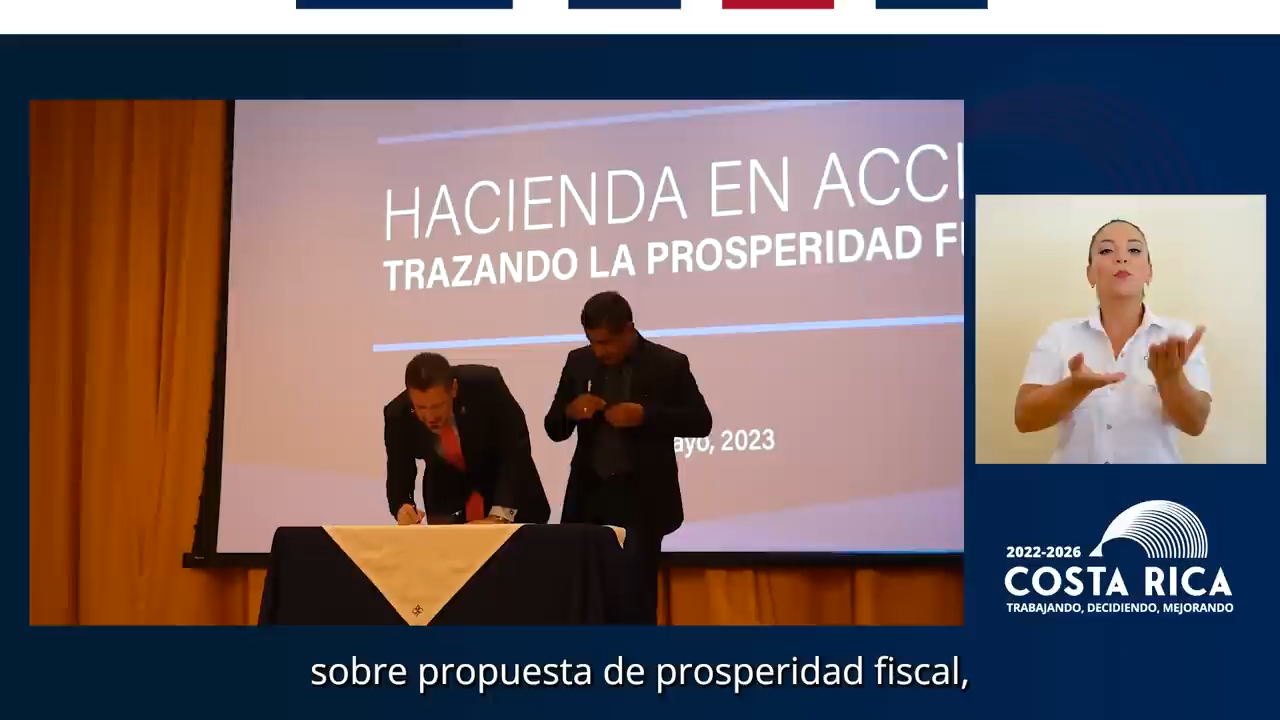 HACIENDA EN ACCI
TRAZANDO LA PROSPERIDAD
ayo, 2023
2022-2026
COSTA RICA
TRABAJANDO, DECIDIENDO, MEJORANDO
sobre propuesta de prosperidad fiscal,